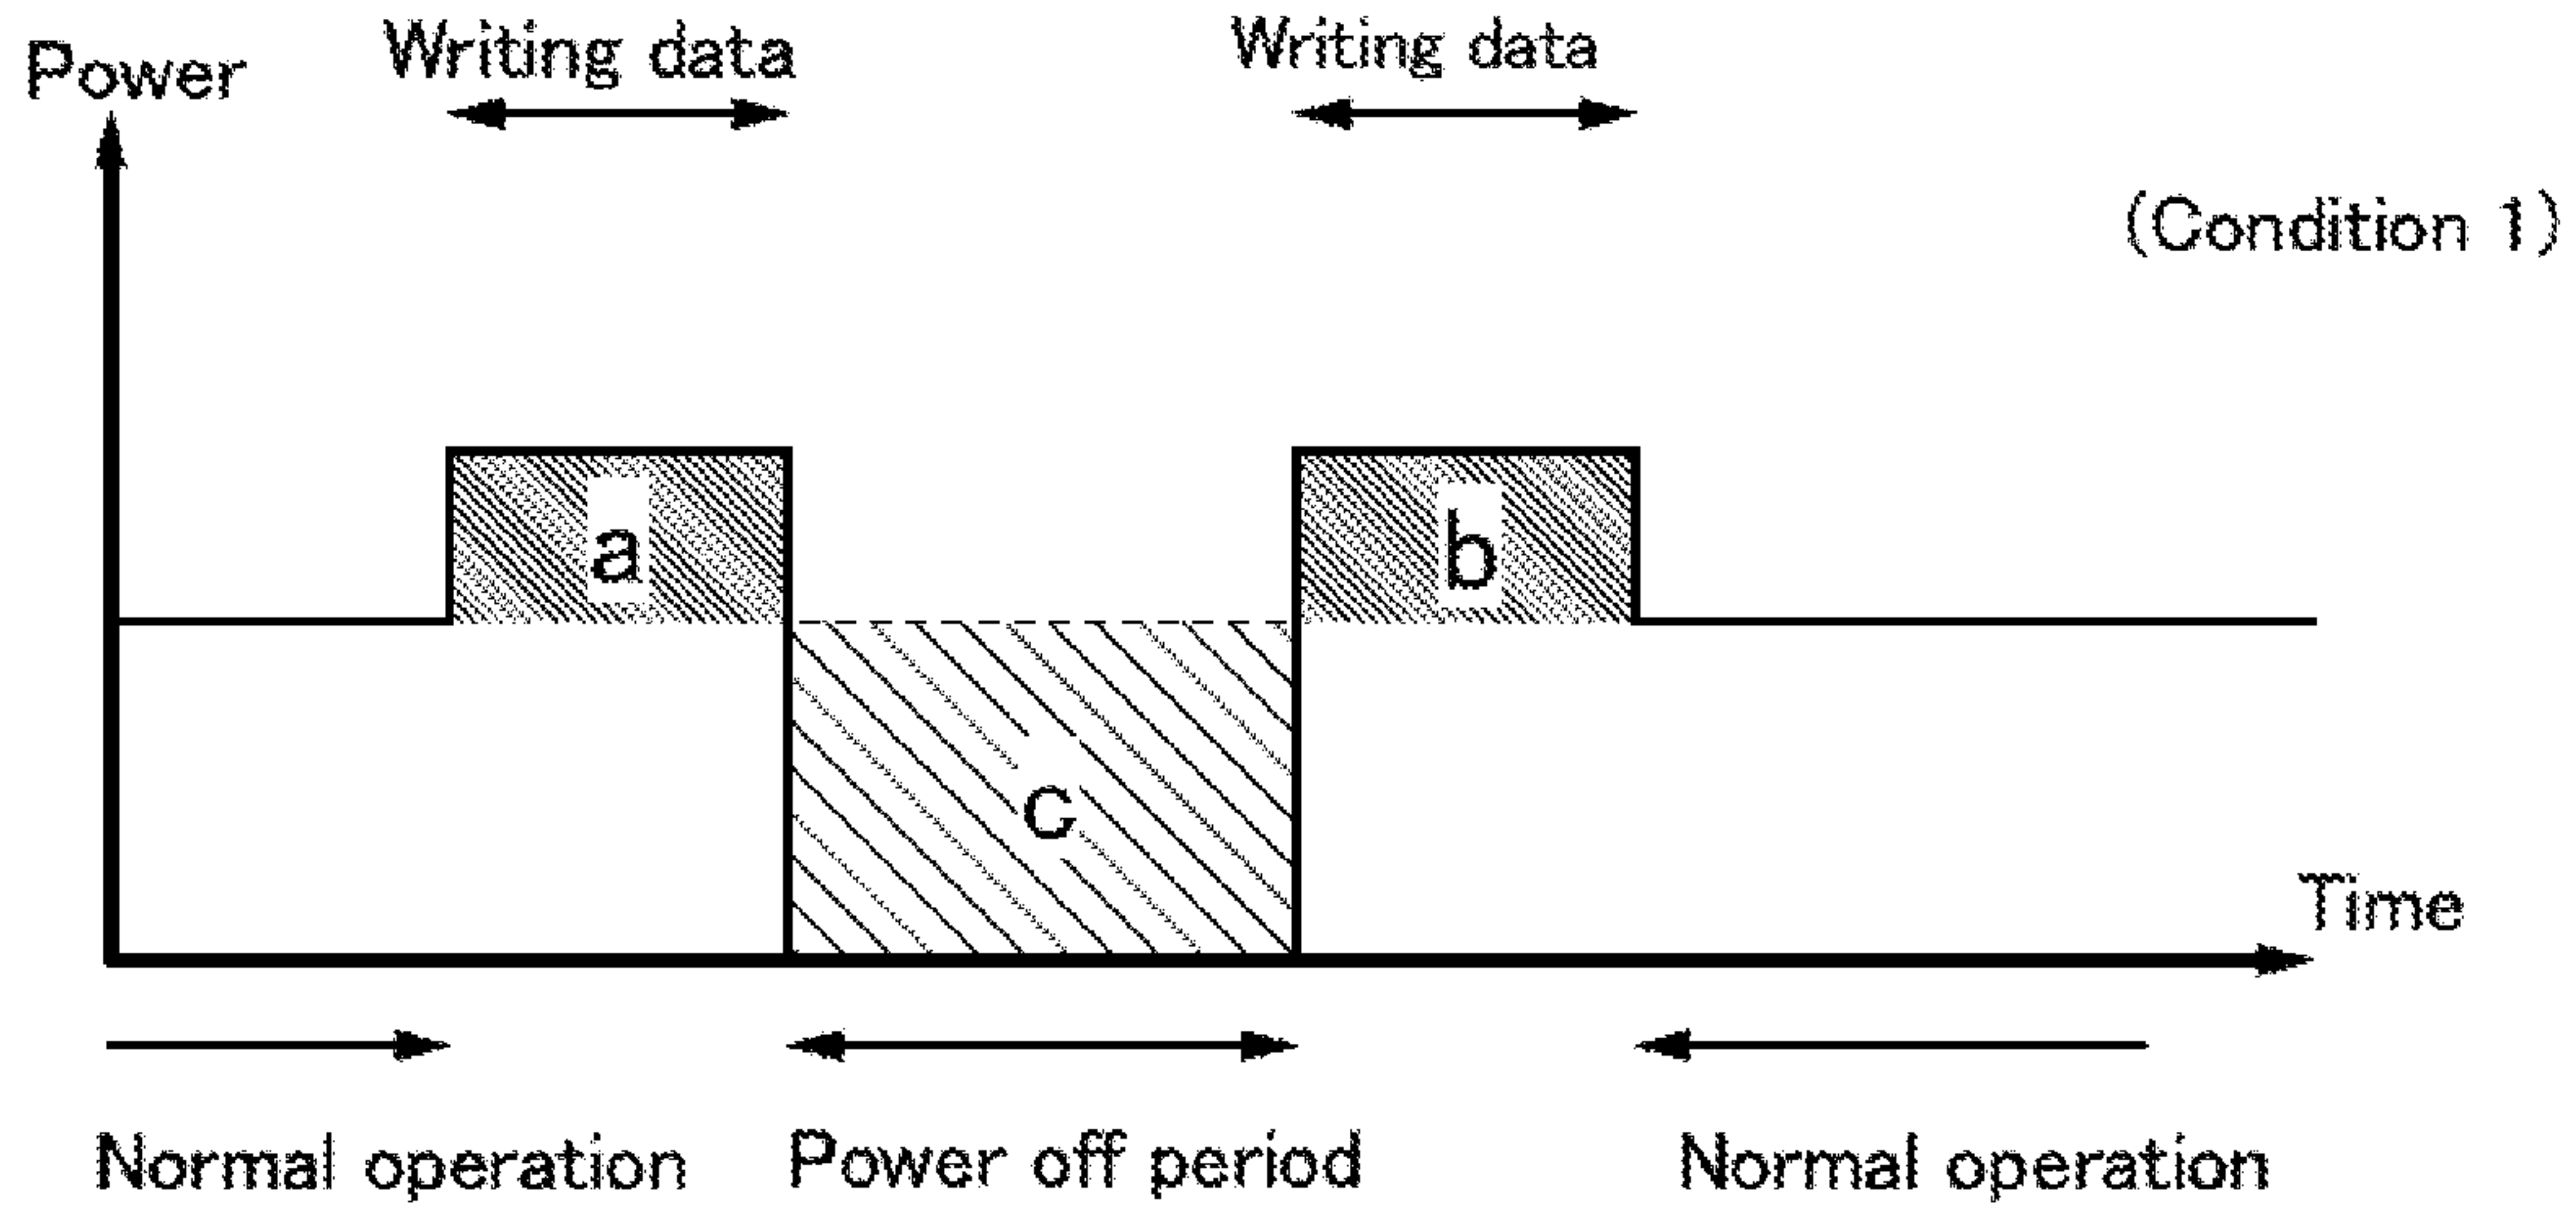 Power
Writing data
Writing data
(Condition 1)
a
b
c
Time
Normal operation
Power off period
Normal operation